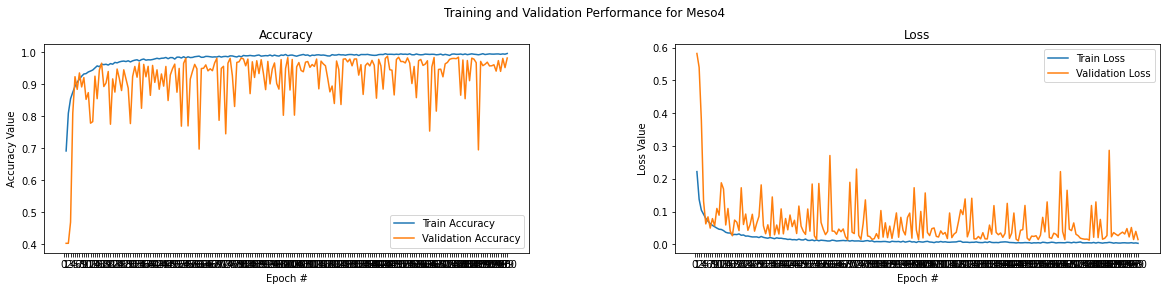 Training and Validation Performance for Meso4
Accuracy
1.0
0.9
0.8
0.7
0.6
0.5
0.4
Accuracy Value
Train Accuracy
Validation Accuracy
Epoch #
Loss
0.6
0.5
0.4
0.3
0.2
0.1
0.0
Loss Value
Train Loss
Validation Loss
Epoch #